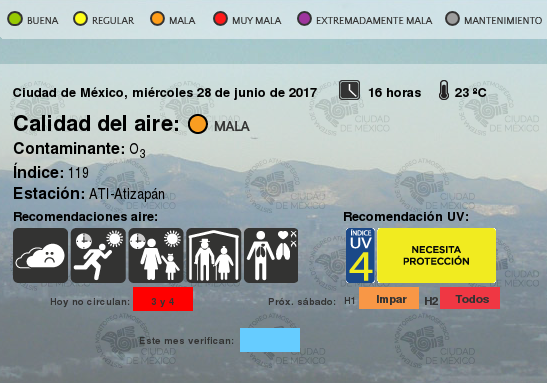 BUENA REGULAR MALA MUY MALA EXTREMADAMENTE MALA MANTENIMIENTO
Ciudad de México, miércoles 28 de junio de 2017 16 horas 23 ºC
Calidad del aire: MALA
Contaminante: O3
Índice: 119
Estación: ATI-Atizapán
Recomendaciones aire: Recomendación UV:
ÍNDICE
UV
4
NECESITA
PROTECCIÓN
Hoy no circulan: 3 y 4 Próx. sábado: H1 Impar H2 Todos
Este mes verifican:
CIUDAD
DE MÉXICO